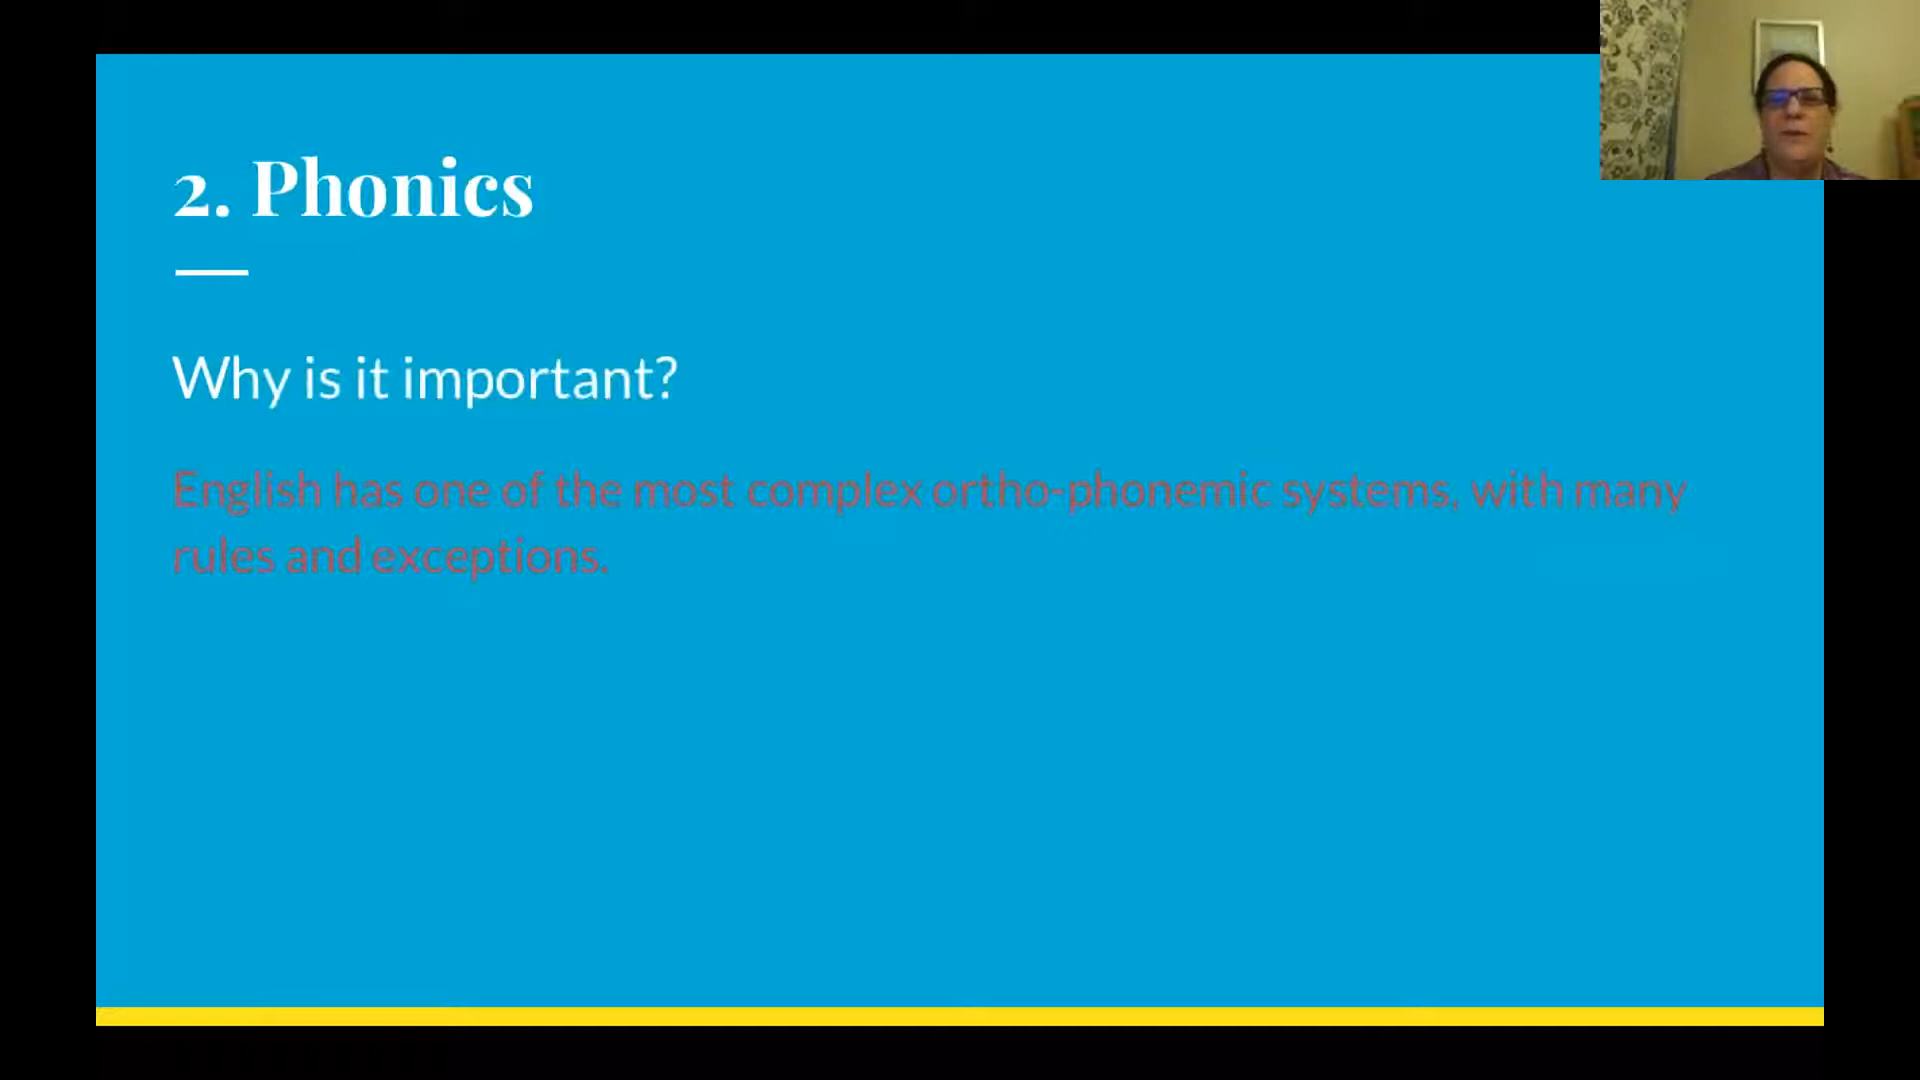 2. Phonics
Why is it important?
English has one of the most complex ortho-phonemic systems, with many
rules and exceptions.